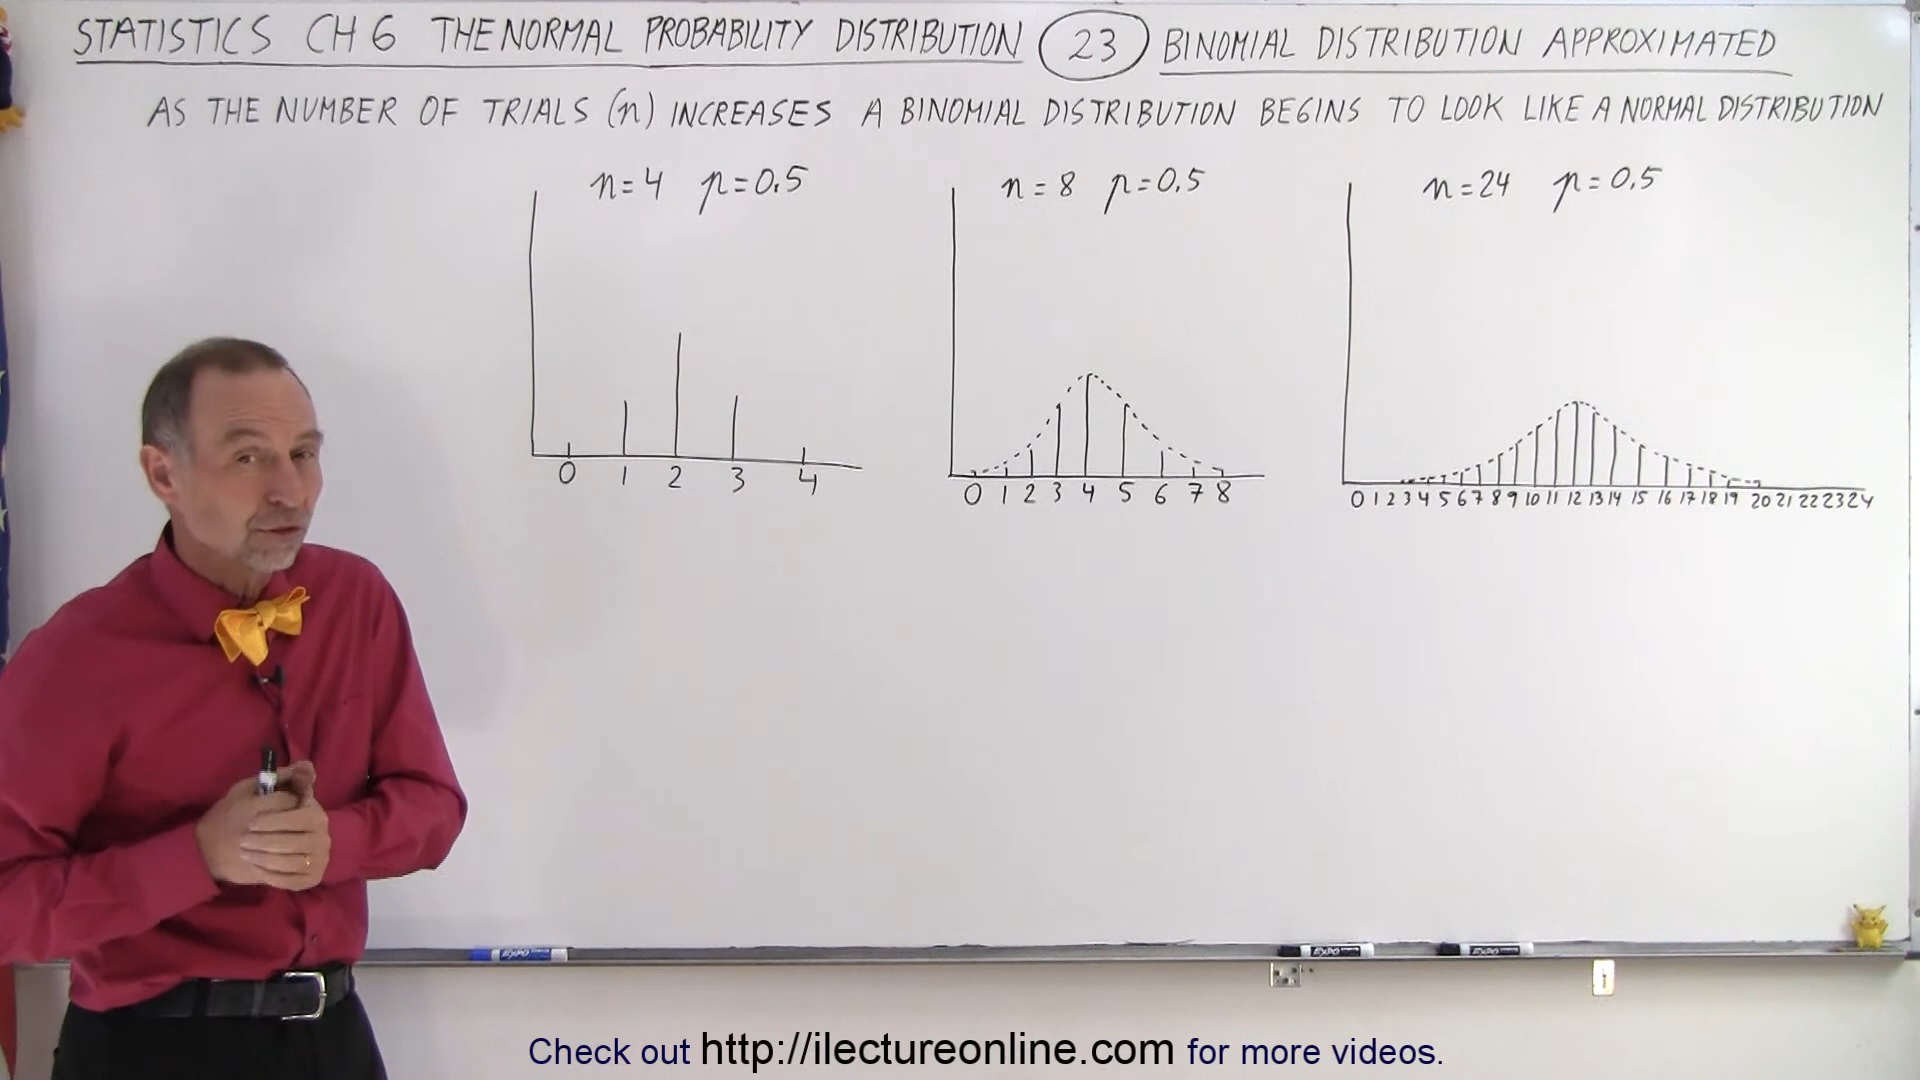 STATISTICS CH 6 THE NORMAL PROBABILITY DISTRIBUTION 23 BINOMIAL DISTRIBUTION APPROXIMATED
AS THE NUMBER OF TRIALS (n) INCREASES A BINOMIAL DISTRIBUTION BEGINS TO LOOK LIKE A NORMAL DISTRIBUTION
n=4 p=0.5
0 1 2 3 4
n=8 p=0.5
0 1 2 3 4 5 6 7 8
n=24 p=0.5
0 1 2 3 4 5 6 7 8 9 10 11 12 13 14 15 16 17 18 19 20 21 22 23 24
Check out http://ilectureonline.com for more videos.